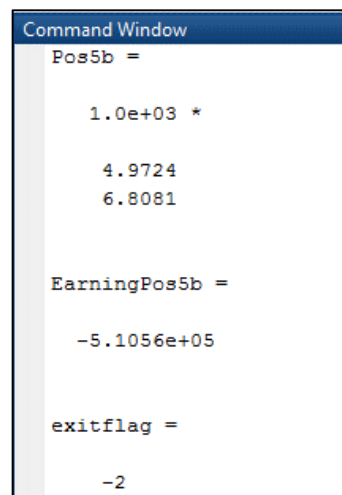 Command Window
Pos5b =
1.0e+03 *
4.9724
6.8081
EarningPos5b =
-5.1056e+05
exitflag =
-2